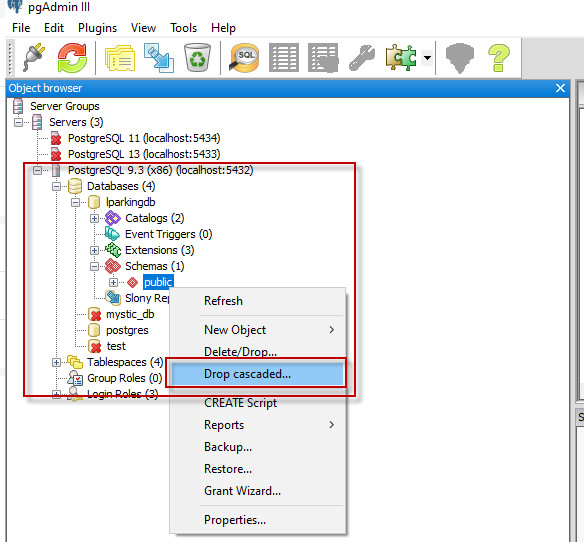 pgAdmin III
File Edit Plugins View Tools Help
SQL
Object browser
Server Groups
Servers (3)
PostgreSQL 11 (localhost:5434)
PostgreSQL 13 (localhost:5433)
PostgreSQL 9.3 (x86) (localhost:5432)
Databases (4)
lparkingdb
Catalogs (2)
Event Triggers (0)
Extensions (3)
Schemas (1)
public
Slony Rep
mystic_db
postgres
test
Tablespaces (4)
Group Roles (0)
Login Roles (3)
Refresh
New Object
Delete/Drop...
Drop cascaded...
CREATE Script
Reports
Backup...
Restore...
Grant Wizard...
Properties...
S